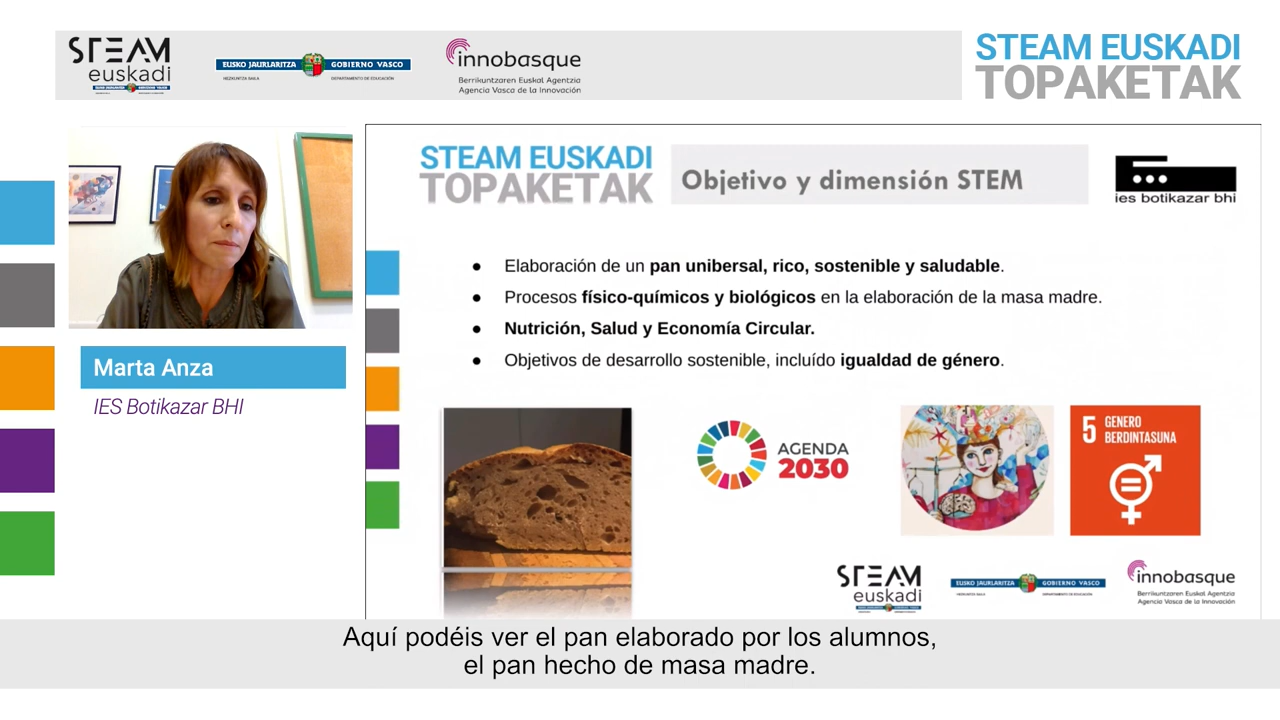 STEAM
euskadi
EUSKO JAURLARITZA
GOBIERNO VASCO
HEZKUNTZA SAILA
DEPARTAMENTO DE EDUCACIÓN
innobasque
Berrikuntzaren Euskal Agentzia
Agencia Vasca de la Innovación
STEAM EUSKADI
TOPAKETAK
STEAM EUSKADI
TOPAKETAK
Objetivo y dimensión STEM
ies botikazar bhi
Marta Anza
IES Botikazar BHI
● Elaboración de un pan unibersal, rico, sostenible y saludable.
● Procesos físico-químicos y biológicos en la elaboración de la masa madre.
● Nutrición, Salud y Economía Circular.
● Objetivos de desarrollo sostenible, incluído igualdad de género.
AGENDA
2030
5 GENERO
BERDINTASUNA
STEAM
euskadi
EUSKO JAURLARITZA
GOBIERNO VASCO
innobasque
Berrikuntzaren Euskal Agentzia
Agencia Vasca de la Innovación
Aquí podéis ver el pan elaborado por los alumnos,
el pan hecho de masa madre.